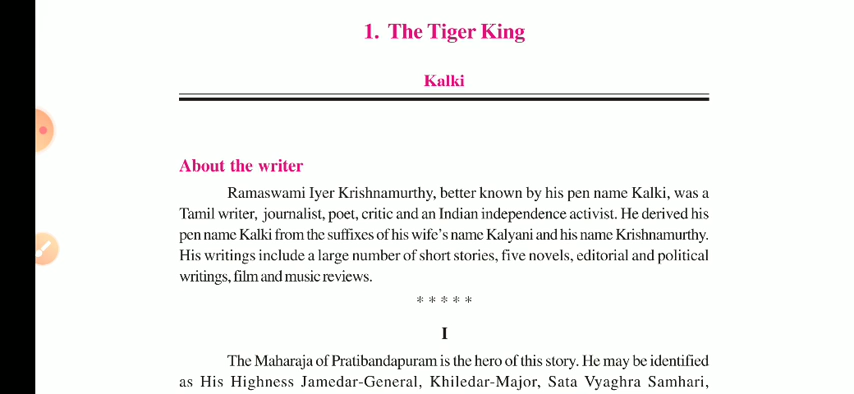 1. The Tiger King
Kalki
About the writer
Ramaswami Iyer Krishnamurthy, better known by his pen name Kalki, was a
Tamil writer, journalist, poet, critic and an Indian independence activist. He derived his
pen name Kalki from the suffixes of his wife's name Kalyani and his name Krishnamurthy.
His writings include a large number of short stories, five novels, editorial and political
writings, film and music reviews.
* * * * *
I
The Maharaja of Pratibandapuram is the hero of this story. He may be identified
as His Highness Jamedar-General, Khiledar-Major, Sata Vyaghra Samhari,